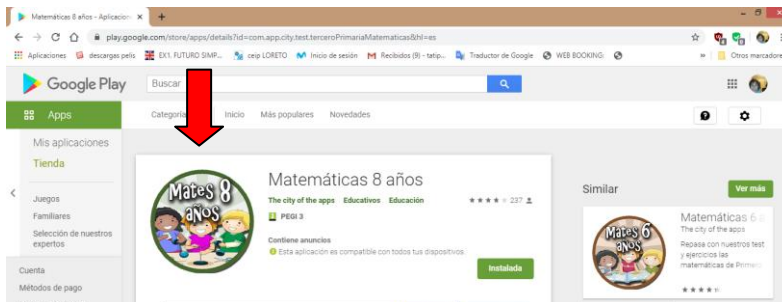 Matemáticas 8 años - Aplicacion
play.google.com/store/apps/details?id=com.app.city.test.terceroPrimariaMatematicas&hl=es
Aplicaciones descargas pelis EX1. FUTURO SIMP... ceip LORETO Inicio de sesión Recibidos (9) - tatip... Traductor de Google WEB BOOKING: » Otros marcadore
Google Play Buscar
Apps Categoría Inicio Más populares Novedades
Mis aplicaciones
Tienda
Juegos
Familiares
Selección de nuestros
expertos
Cuenta
Métodos de pago
Mates 8
años
Matemáticas 8 años
The city of the apps Educativos Educación 237
PEGI 3
Contiene anuncios
Esta aplicación es compatible con todos tus dispositivos.
Instalada
Similar Ver más
Mates 6
años
Matemáticas 6 a
The city of the apps
Repasa con nuestros test
y ejercicios las
matemáticas de Primero